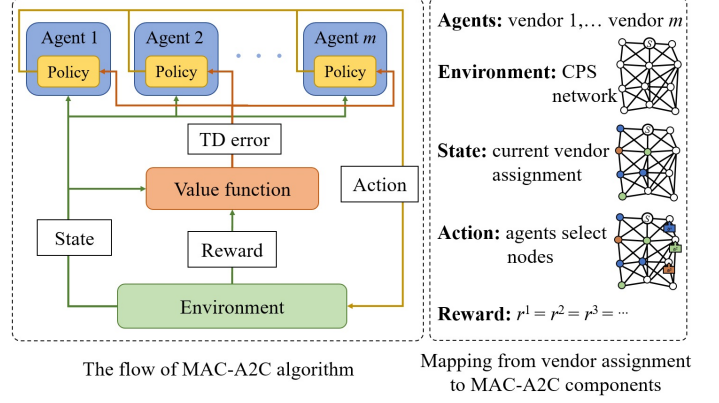 Agent 1
Agent 2
Agent m
Policy
Policy
Policy
TD error
Value function
Action
State
Reward
Environment
The flow of MAC-A2C algorithm
Agents: vendor 1,… vendor m
Environment: CPS
network
S
State: current vendor
assignment
S
Action: agents select
nodes
S
Reward: r¹ = r² = r³ = ···
Mapping from vendor assignment
to MAC-A2C components